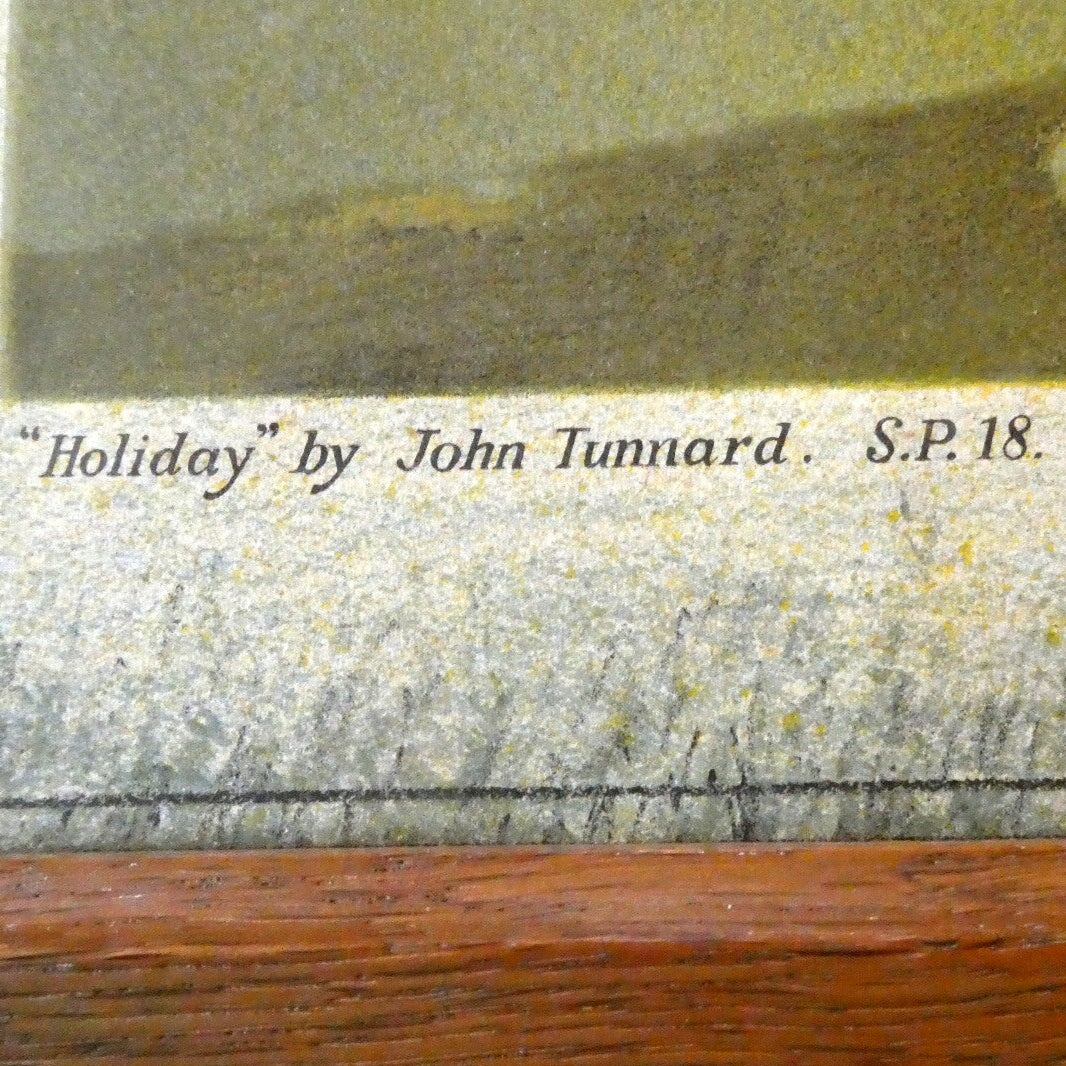 “Holiday” by John Tunnard. S.P. 18.